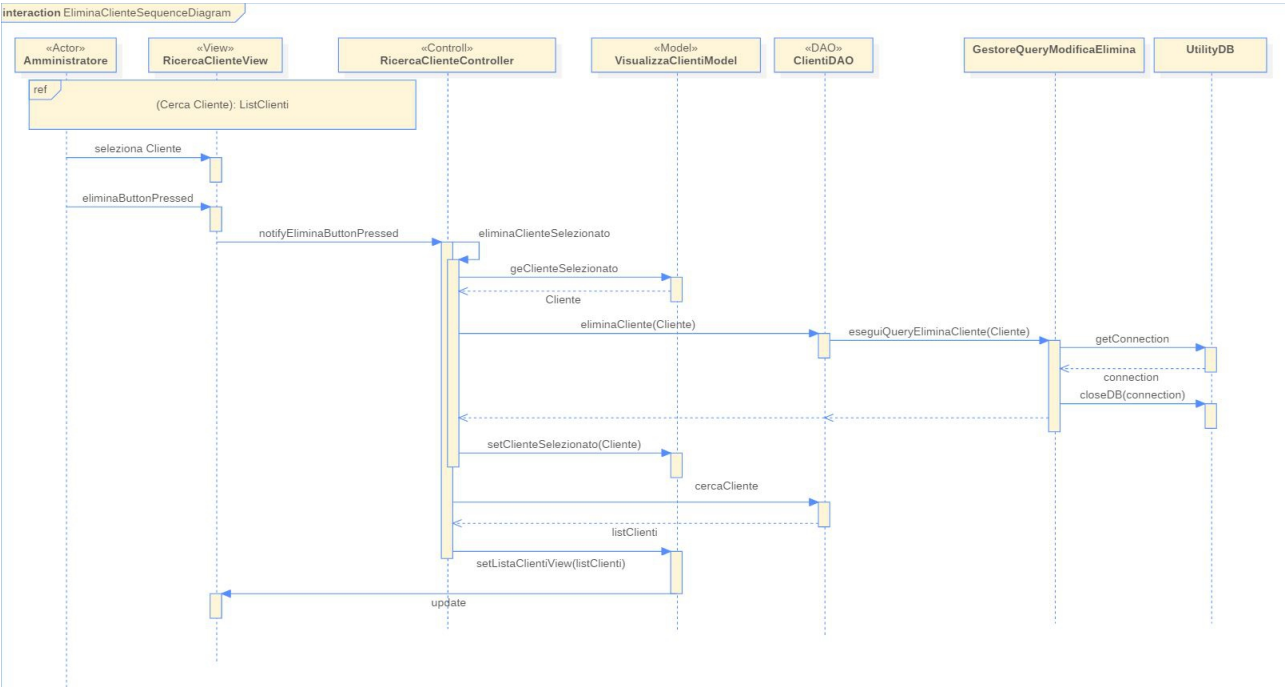 interaction EliminaClienteSequenceDiagram
«Actor»
Amministratore
«View»
RicercaClienteView
«Controll»
RicercaClienteController
«Model»
VisualizzaClientiModel
«DAO»
ClientiDAO
GestoreQueryModificaElimina
UtilityDB
ref
(Cerca Cliente): ListClienti
seleziona Cliente
eliminaButtonPressed
notifyEliminaButtonPressed
eliminaClienteSelezionato
geClienteSelezionato
Cliente
eliminaCliente(Cliente)
eseguiQueryEliminaCliente(Cliente)
getConnection
connection
closeDB(connection)
setClienteSelezionato(Cliente)
cercaCliente
listClienti
setListaClientiView(listClienti)
update